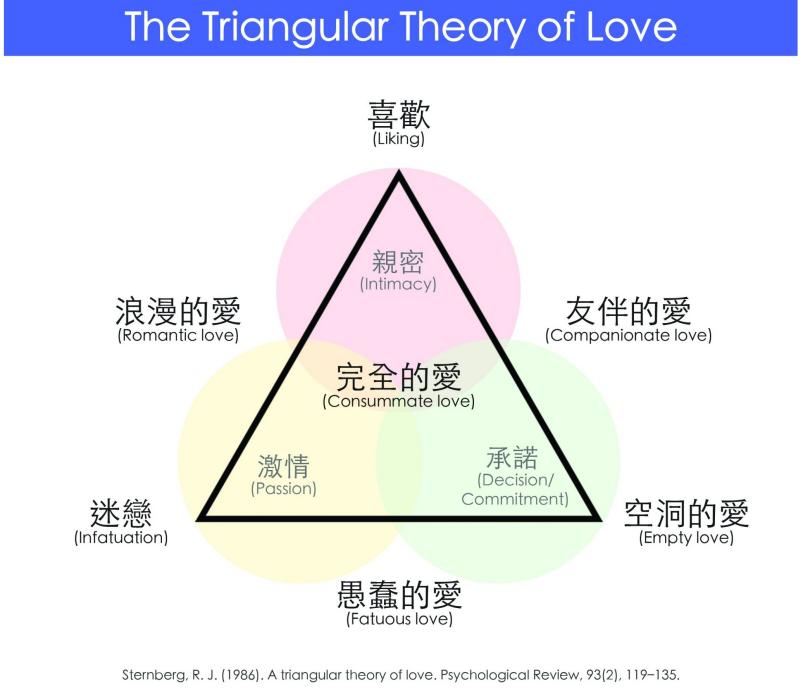 The Triangular Theory of Love
喜歡
(Liking)
親密
(Intimacy)
浪漫的愛
(Romantic love)
友伴的愛
(Companionate love)
完全的愛
(Consummate love)
激情
(Passion)
承諾
(Decision/
Commitment)
迷戀
(Infatuation)
空洞的愛
(Empty love)
愚蠢的愛
(Fatuous love)
Sternberg, R. J. (1986). A triangular theory of love. Psychological Review, 93(2), 119–135.